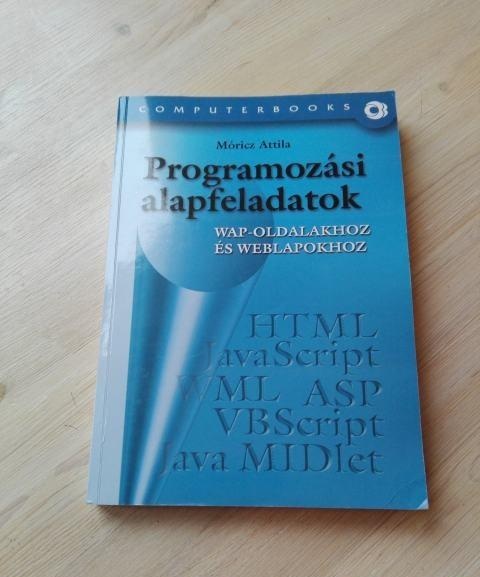 COMPUTERBOOKS
Móricz Attila
Programozási
alapfeladatok
WAP-OLDALAKHOZ
ÉS WEBLAPOKHOZ
HTML
JavaScript
WML ASP
VBScript
Java MIDlet